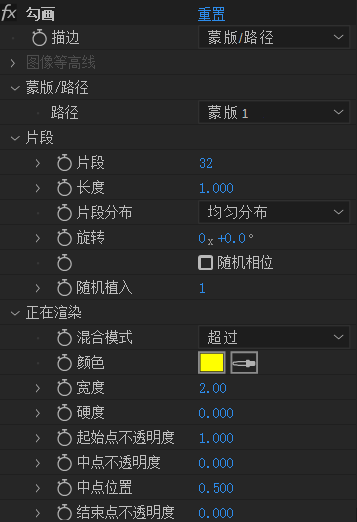 fx 勾画 重置
描边 蒙版/路径
图像等高线
蒙版/路径
路径 蒙版 1
片段
片段 32
长度 1.000
片段分布 均匀分布
旋转 0x+0.0°
随机相位
随机植入 1
正在渲染
混合模式 超过
颜色
宽度 2.00
硬度 0.000
起始点不透明度 1.000
中点不透明度 0.000
中点位置 0.500
结束点不透明度 0.000